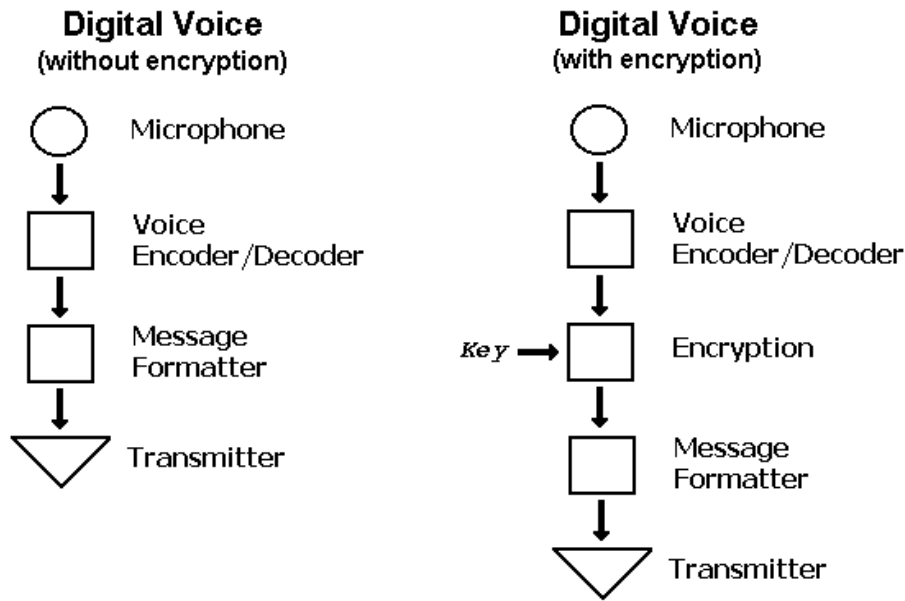 Digital Voice
(without encryption)
Microphone
Voice
Encoder/Decoder
Message
Formatter
Transmitter
Digital Voice
(with encryption)
Microphone
Voice
Encoder/Decoder
Key
Encryption
Message
Formatter
Transmitter